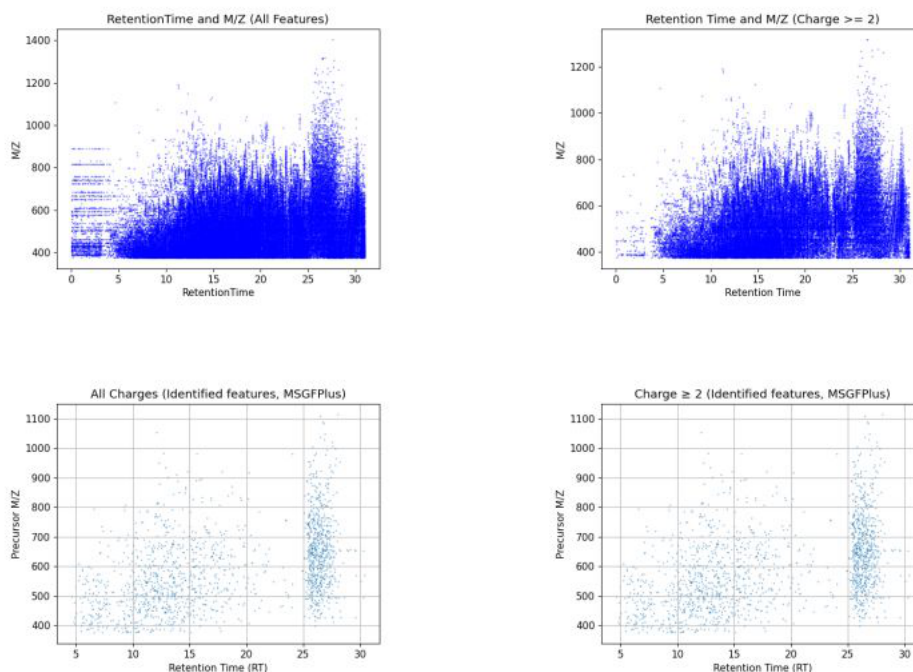 RetentionTime and M/Z (All Features)
M/Z
1400
1200
1000
800
600
400
0 5 10 15 20 25 30
RetentionTime
Retention Time and M/Z (Charge >= 2)
M/Z
1200
1000
800
600
400
0 5 10 15 20 25 30
Retention Time
All Charges (Identified features, MSGFPlus)
Precursor M/Z
1100
1000
900
800
700
600
500
400
5 10 15 20 25 30
Retention Time (RT)
Charge ≥ 2 (Identified features, MSGFPlus)
Precursor M/Z
1100
1000
900
800
700
600
500
400
5 10 15 20 25 30
Retention Time (RT)